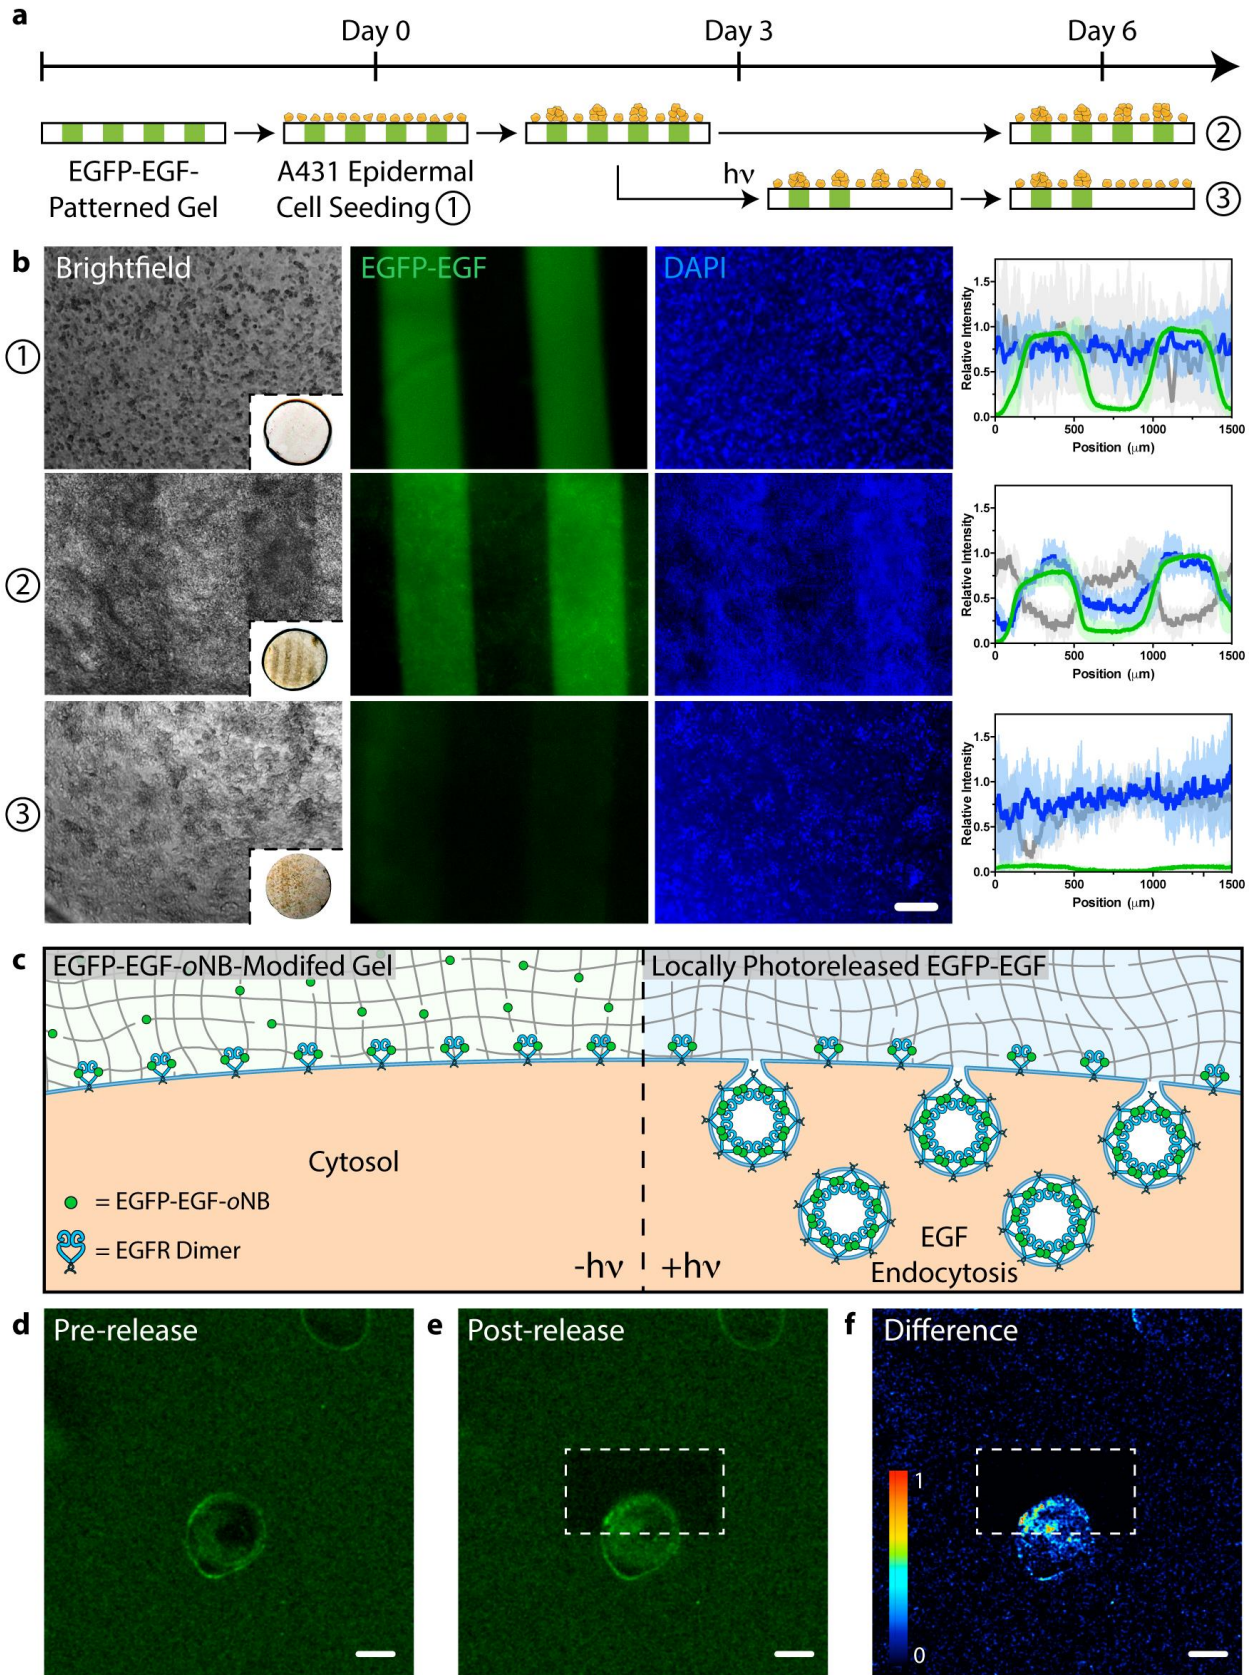 a
Day 0
Day 3
Day 6
EGFP-EGF-
Patterned Gel
A431 Epidermal
Cell Seeding 1
hν
2
3
b
Brightfield
EGFP-EGF
DAPI
1
Relative Intensity
1.5
1.0
0.5
0.0
0 500 1000 1500
Position (μm)
2
Relative Intensity
1.5
1.0
0.5
0.0
0 500 1000 1500
Position (μm)
3
Relative Intensity
1.5
1.0
0.5
0.0
0 500 1000 1500
Position (μm)
c
EGFP-EGF-oNB-Modifed Gel
Locally Photoreleased EGFP-EGF
Cytosol
= EGFP-EGF-oNB
= EGFR Dimer
-hν
+hν
EGF
Endocytosis
d
Pre-release
e
Post-release
f
Difference
1
0